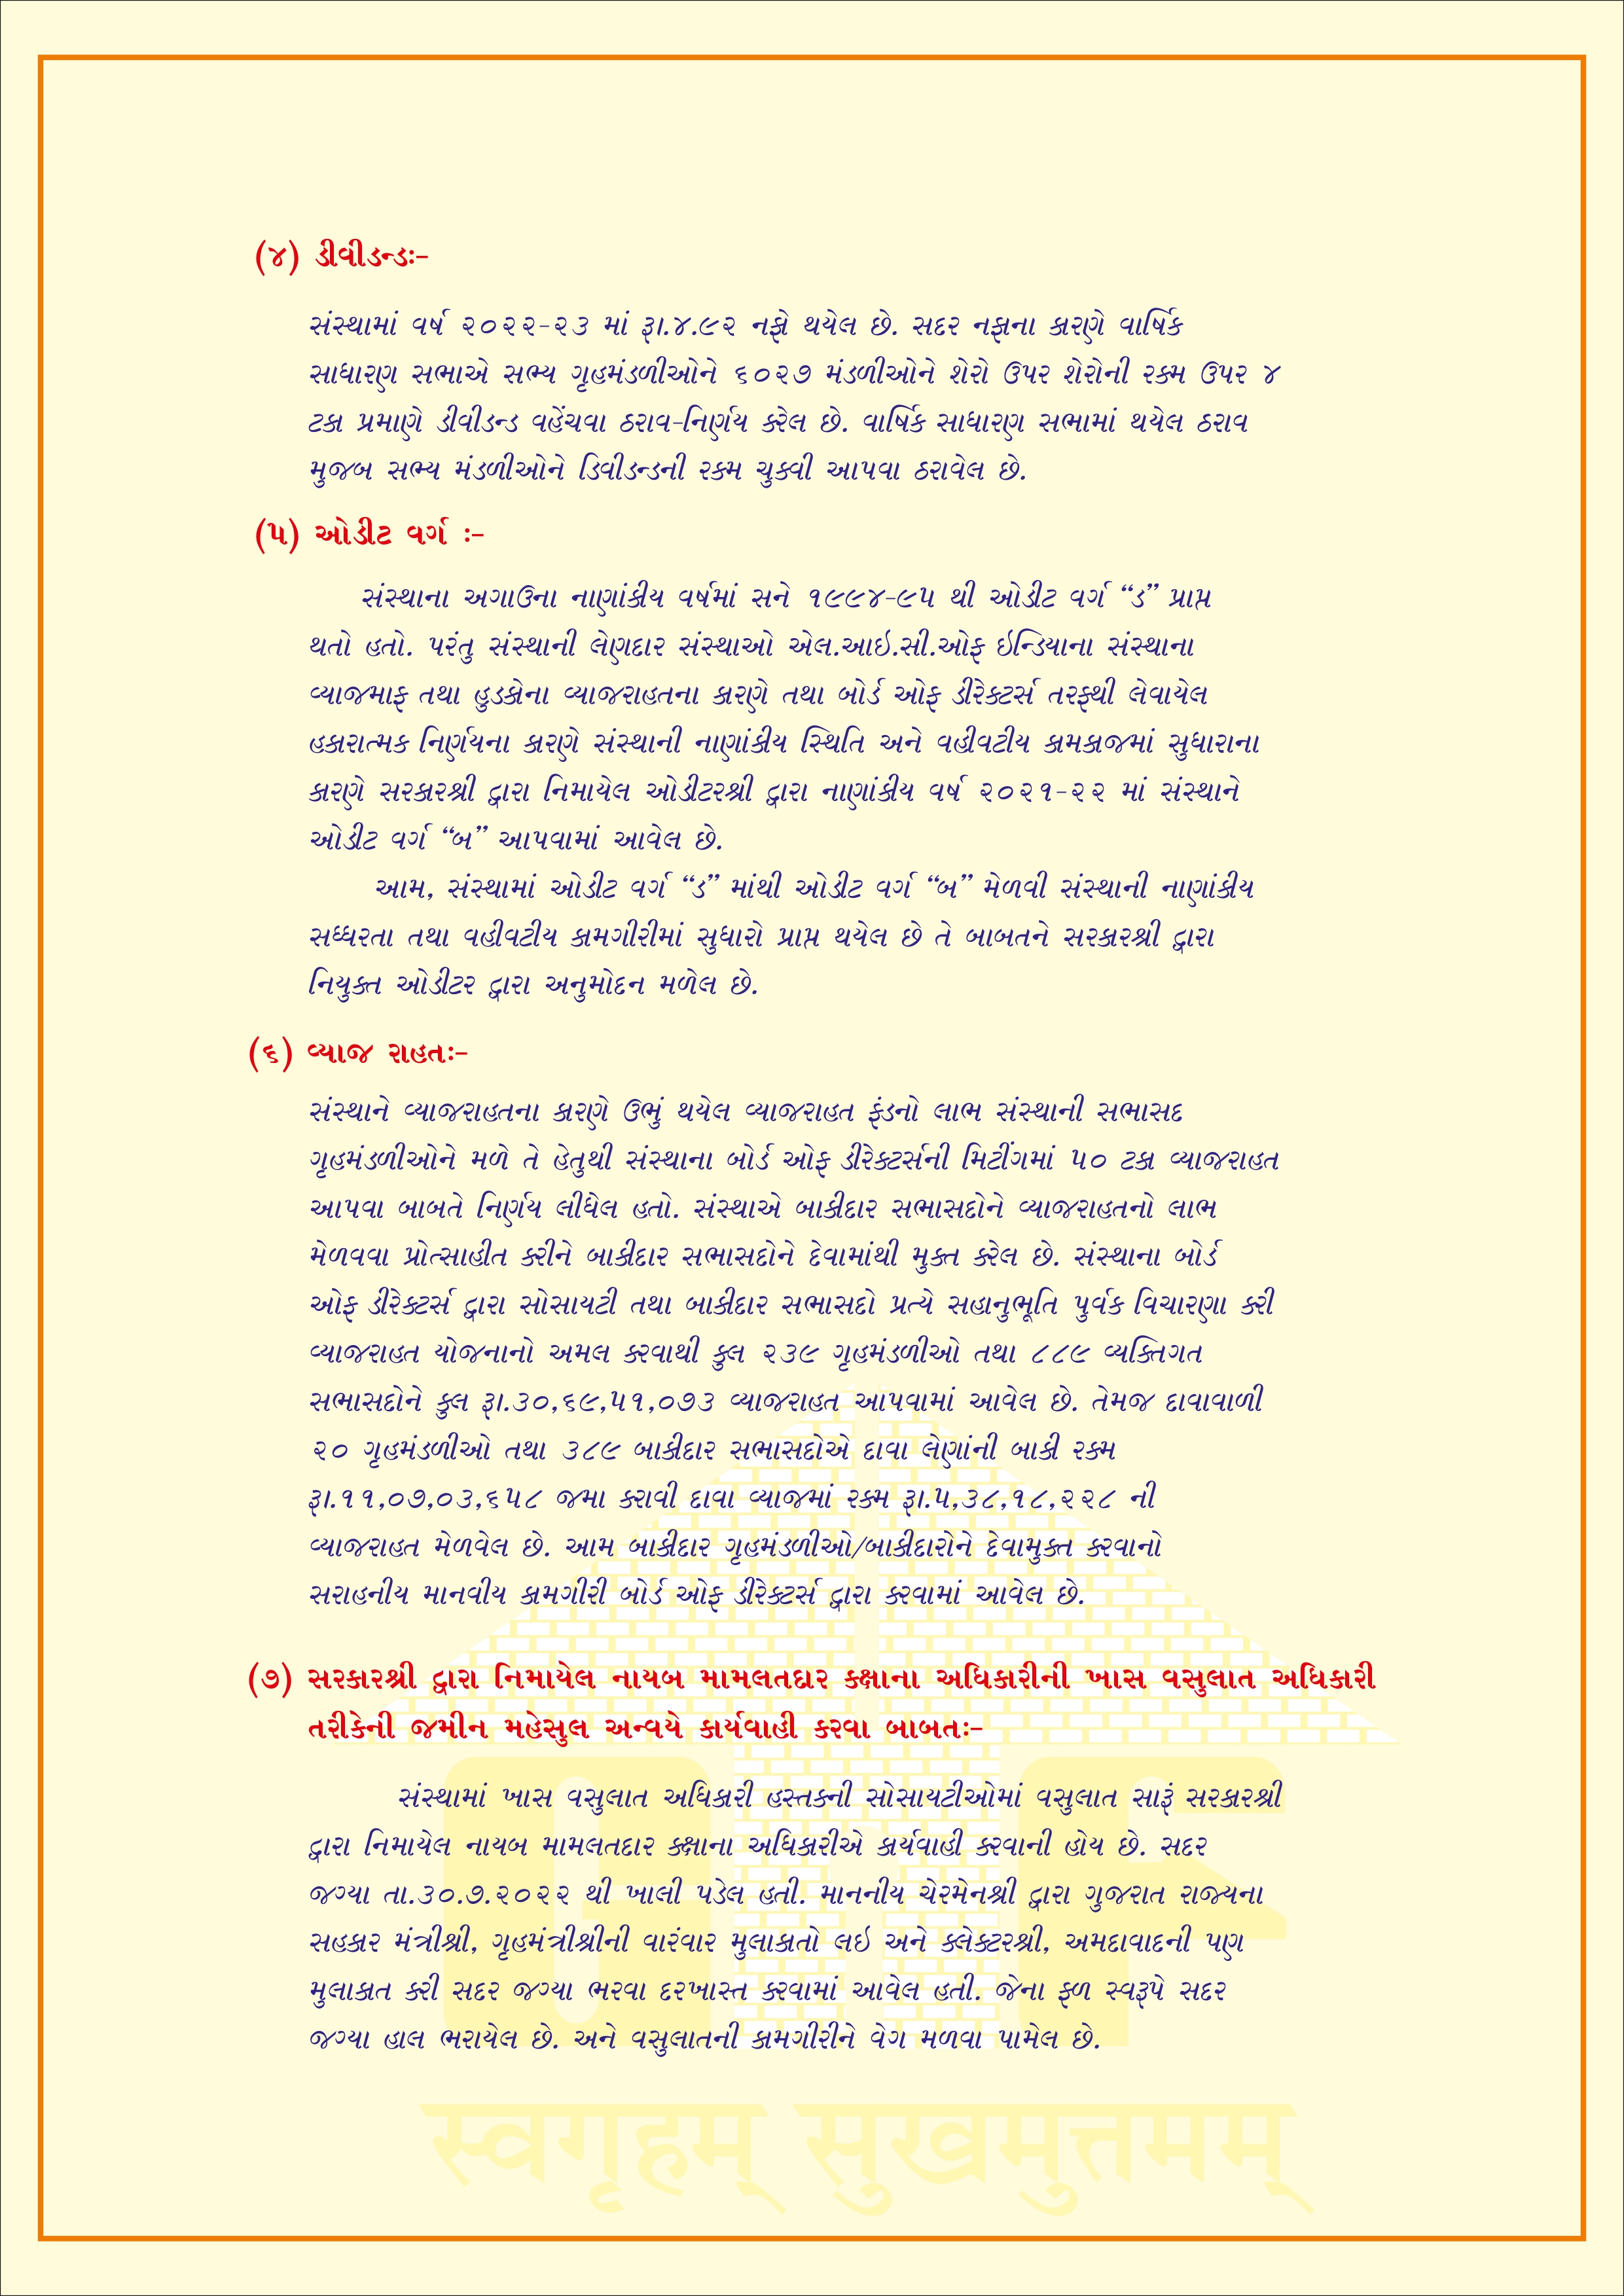 (૪) ડીવીડન્ડઃ-
સંસ્થામાં વર્ષ ૨૦૨૨-૨૩ માં રૂા.૪.૯૨ નફો થયેલ છે. સદર નફાના કારણે વાર્ષિક
સાધારણ સભાએ સભ્ય ગૃહમંડળીઓને ૬૦૨૭ મંડળીઓને શેરો ઉપર શેરોની રકમ ઉપર ૪
ટકા પ્રમાણે ડીવીડન્ડ વહેંચવા ઠરાવ-નિર્ણય કરેલ છે. વાર્ષિક સાધારણ સભામાં થયેલ ઠરાવ
મુજબ સભ્ય મંડળીઓને ડિવીડન્ડની રકમ ચુકવી આપવા ઠરાવેલ છે.
(૫) ઓડીટ વર્ગ ઃ-
સંસ્થાના અગાઉના નાણાંકીય વર્ષમાં સને ૧૯૯૪-૯૫ થી ઓડીટ વર્ગ “ડ” પ્રાપ્ત
થતો હતો. પરંતુ સંસ્થાની લેણદાર સંસ્થાઓ એલ.આઇ.સી.ઓફ ઇન્ડિયાના સંસ્થાના
વ્યાજમાફ તથા હુડકોના વ્યાજરાહતના કારણે તથા બોર્ડ ઓફ ડીરેક્ટર્સ તરફથી લેવાયેલ
હકારાત્મક નિર્ણયના કારણે સંસ્થાની નાણાંકીય સ્થિતિ અને વહીવટીય કામકાજમાં સુધારાના
કારણે સરકારશ્રી દ્વારા નિમાયેલ ઓડીટરશ્રી દ્વારા નાણાંકીય વર્ષ ૨૦૨૧-૨૨ માં સંસ્થાને
ઓડીટ વર્ગ “બ” આપવામાં આવેલ છે.
આમ, સંસ્થામાં ઓડીટ વર્ગ “ડ” માંથી ઓડીટ વર્ગ “બ” મેળવી સંસ્થાની નાણાંકીય
સધ્ધરતા તથા વહીવટીય કામગીરીમાં સુધારો પ્રાપ્ત થયેલ છે તે બાબતને સરકારશ્રી દ્વારા
નિયુક્ત ઓડીટર દ્વારા અનુમોદન મળેલ છે.
(૬) વ્યાજ રાહતઃ-
સંસ્થાને વ્યાજરાહતના કારણે ઉભું થયેલ વ્યાજરાહત ફંડનો લાભ સંસ્થાની સભાસદ
ગૃહમંડળીઓને મળે તે હેતુથી સંસ્થાના બોર્ડ ઓફ ડીરેક્ટર્સની મિટીંગમાં ૫૦ ટકા વ્યાજરાહત
આપવા બાબતે નિર્ણય લીધેલ હતો. સંસ્થાએ બાકીદાર સભાસદોને વ્યાજરાહતનો લાભ
મેળવવા પ્રોત્સાહીત કરીને બાકીદાર સભાસદોને દેવામાંથી મુક્ત કરેલ છે. સંસ્થાના બોર્ડ
ઓફ ડીરેક્ટર્સ દ્વારા સોસાયટી તથા બાકીદાર સભાસદો પ્રત્યે સહાનુભૂતિ પુર્વક વિચારણા કરી
વ્યાજરાહત યોજનાનો અમલ કરવાથી કુલ ૨૩૯ ગૃહમંડળીઓ તથા ૮૮૯ વ્યક્તિગત
સભાસદોને કુલ રૂા.૩૦,૬૯,૫૧,૦૭૩ વ્યાજરાહત આપવામાં આવેલ છે. તેમજ દાવાવાળી
૨૦ ગૃહમંડળીઓ તથા ૩૮૯ બાકીદાર સભાસદોએ દાવા લેણાંની બાકી રકમ
રૂા.૧૧,૦૭,૦૩,૬૫૮ જમા કરાવી દાવા વ્યાજમાં રકમ રૂા.૫,૩૮,૧૮,૨૨૮ ની
વ્યાજરાહત મેળવેલ છે. આમ બાકીદાર ગૃહમંડળીઓ/બાકીદારોને દેવામુક્ત કરવાનો
સરાહનીય માનવીય કામગીરી બોર્ડ ઓફ ડીરેક્ટર્સ દ્વારા કરવામાં આવેલ છે.
(૭) સરકારશ્રી દ્વારા નિમાયેલ નાયબ મામલતદાર કક્ષાના અધિકારીની ખાસ વસુલાત અધિકારી
તરીકેની જમીન મહેસુલ અન્વયે કાર્યવાહી કરવા બાબતઃ-
સંસ્થામાં ખાસ વસુલાત અધિકારી હસ્તકની સોસાયટીઓમાં વસુલાત સારૂં સરકારશ્રી
દ્વારા નિમાયેલ નાયબ મામલતદાર કક્ષાના અધિકારીએ કાર્યવાહી કરવાની હોય છે. સદર
જગ્યા તા.૩૦.૭.૨૦૨૨ થી ખાલી પડેલ હતી. માનનીય ચેરમેનશ્રી દ્વારા ગુજરાત રાજ્યના
સહકાર મંત્રીશ્રી, ગૃહમંત્રીશ્રીની વારંવાર મુલાકાતો લઇ અને કલેકટરશ્રી, અમદાવાદની પણ
મુલાકાત કરી સદર જગ્યા ભરવા દરખાસ્ત કરવામાં આવેલ હતી. જેના ફળ સ્વરૂપે સદર
જગ્યા હાલ ભરાયેલ છે. અને વસુલાતની કામગીરીને વેગ મળવા પામેલ છે.
स्वगृहम् सुखमुत्तमम्